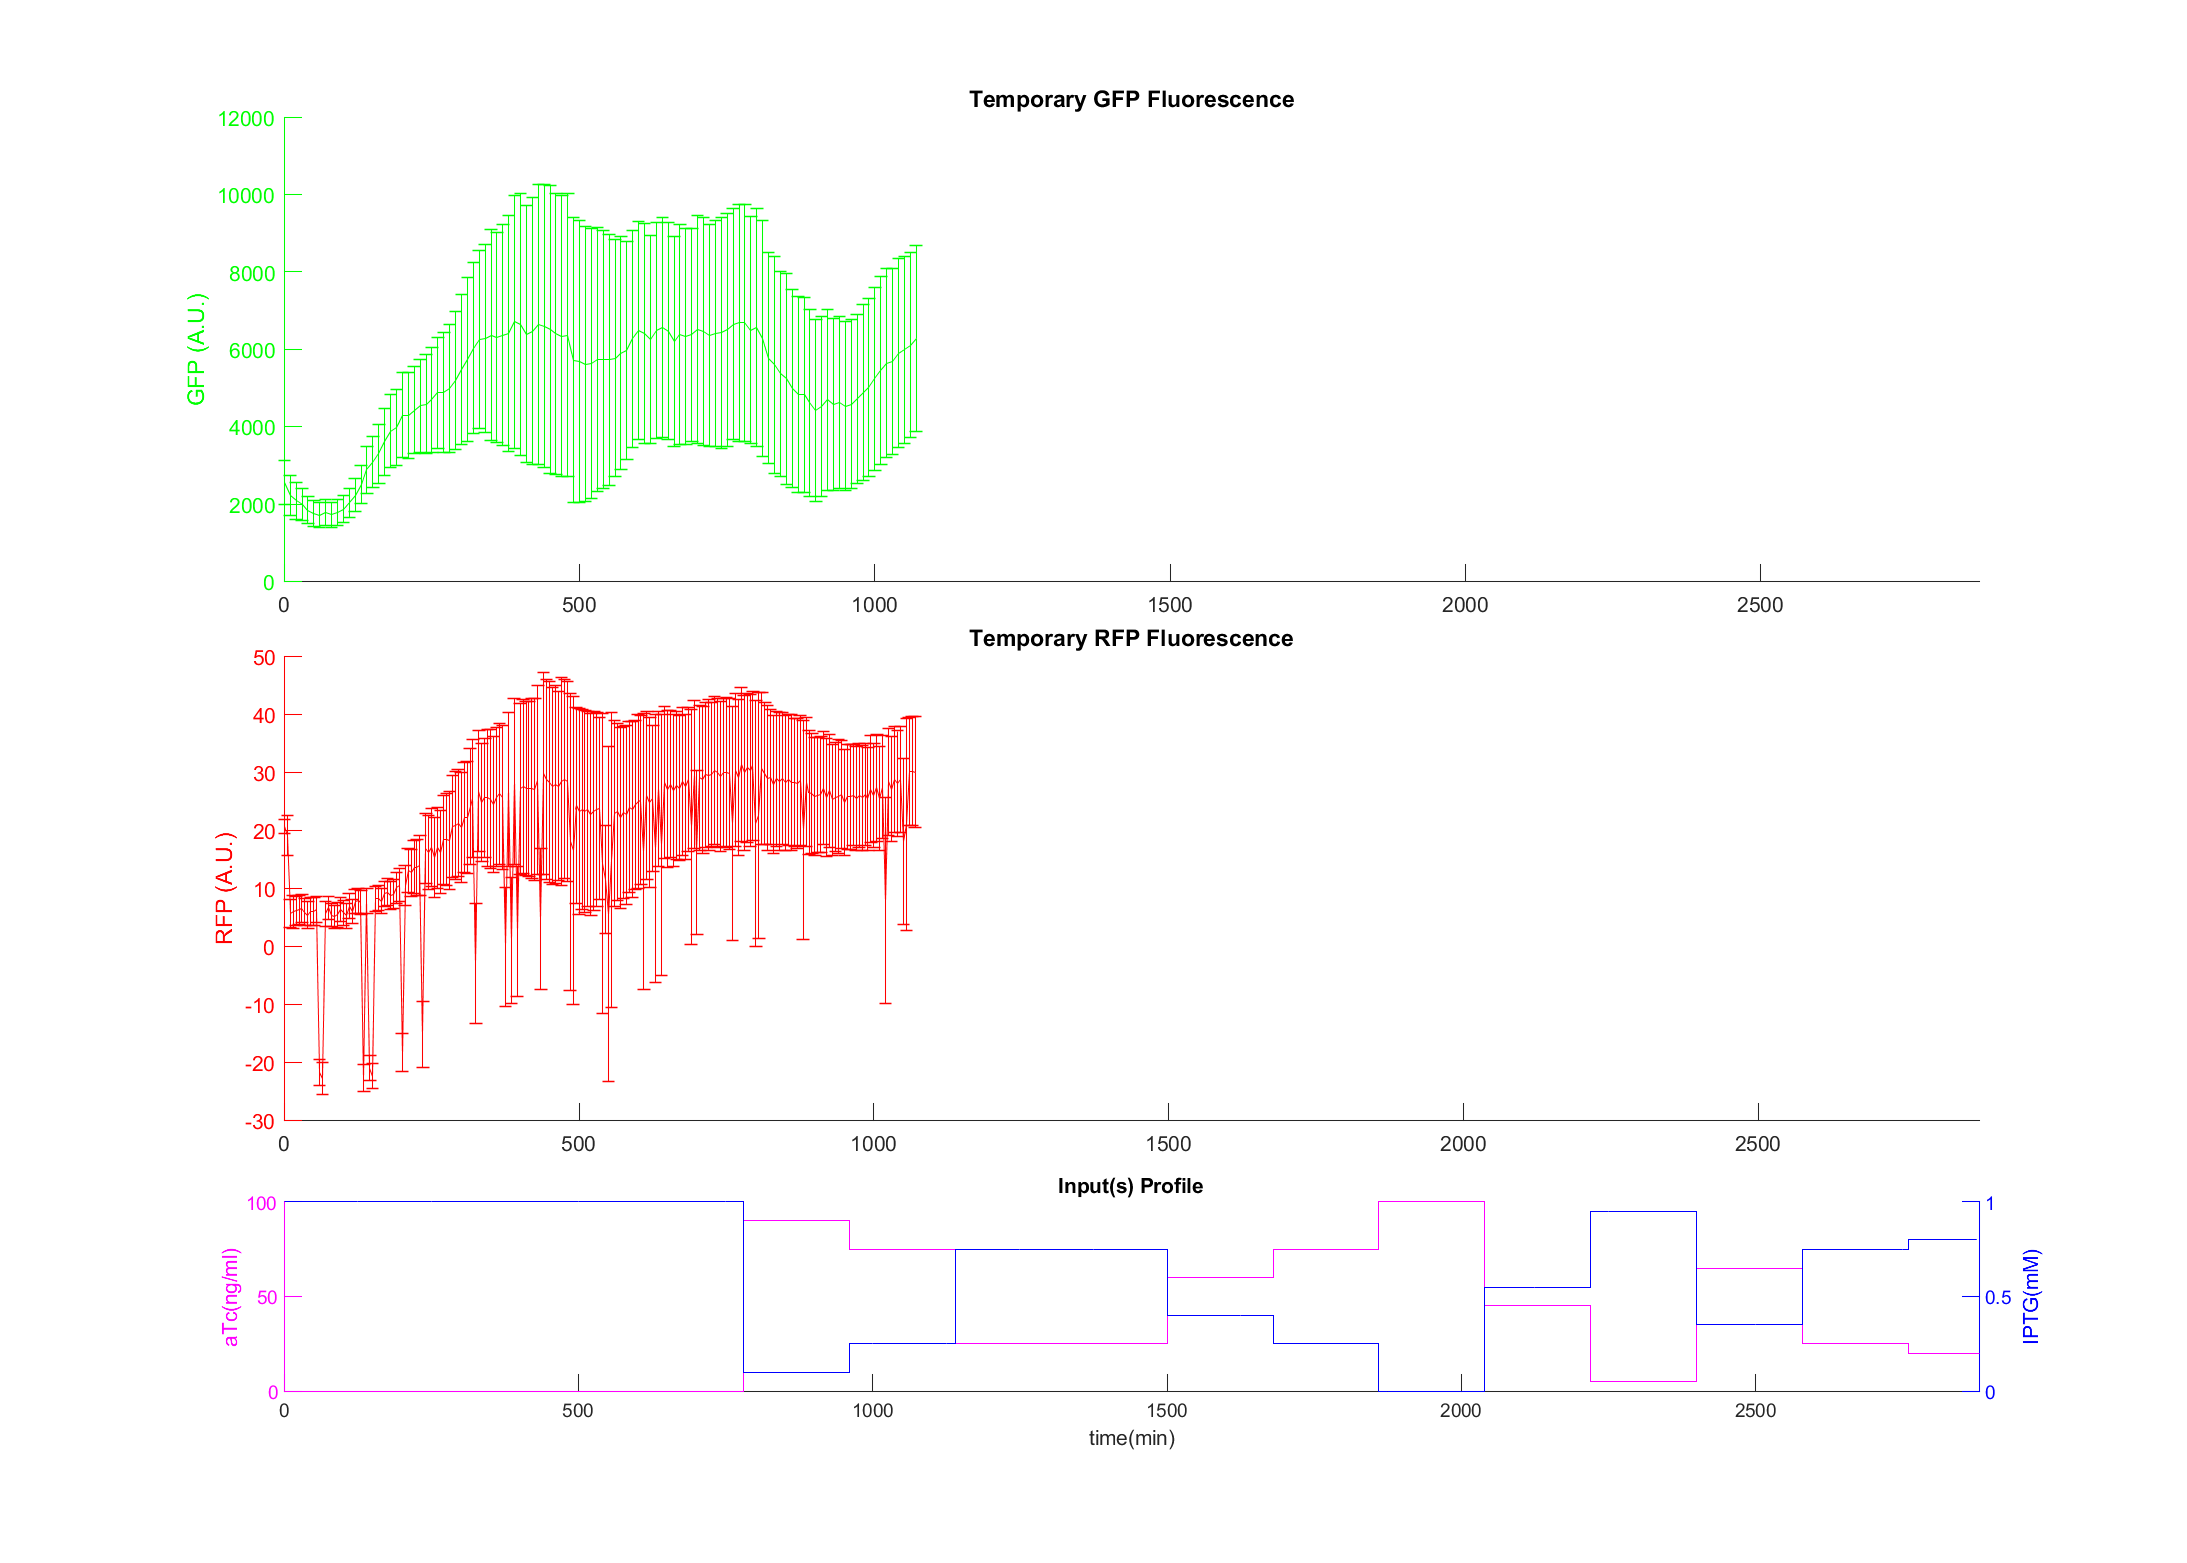 Temporary GFP Fluorescence
12000
10000
8000
6000
4000
2000
0
GFP (A.U.)
0 500 1000 1500 2000 2500
Temporary RFP Fluorescence
50
40
30
20
10
0
-10
-20
-30
RFP (A.U.)
0 500 1000 1500 2000 2500
Input(s) Profile
100
50
0
aTc(ng/ml)
1
0.5
0
IPTG(mM)
0 500 1000 1500 2000 2500
time(min)